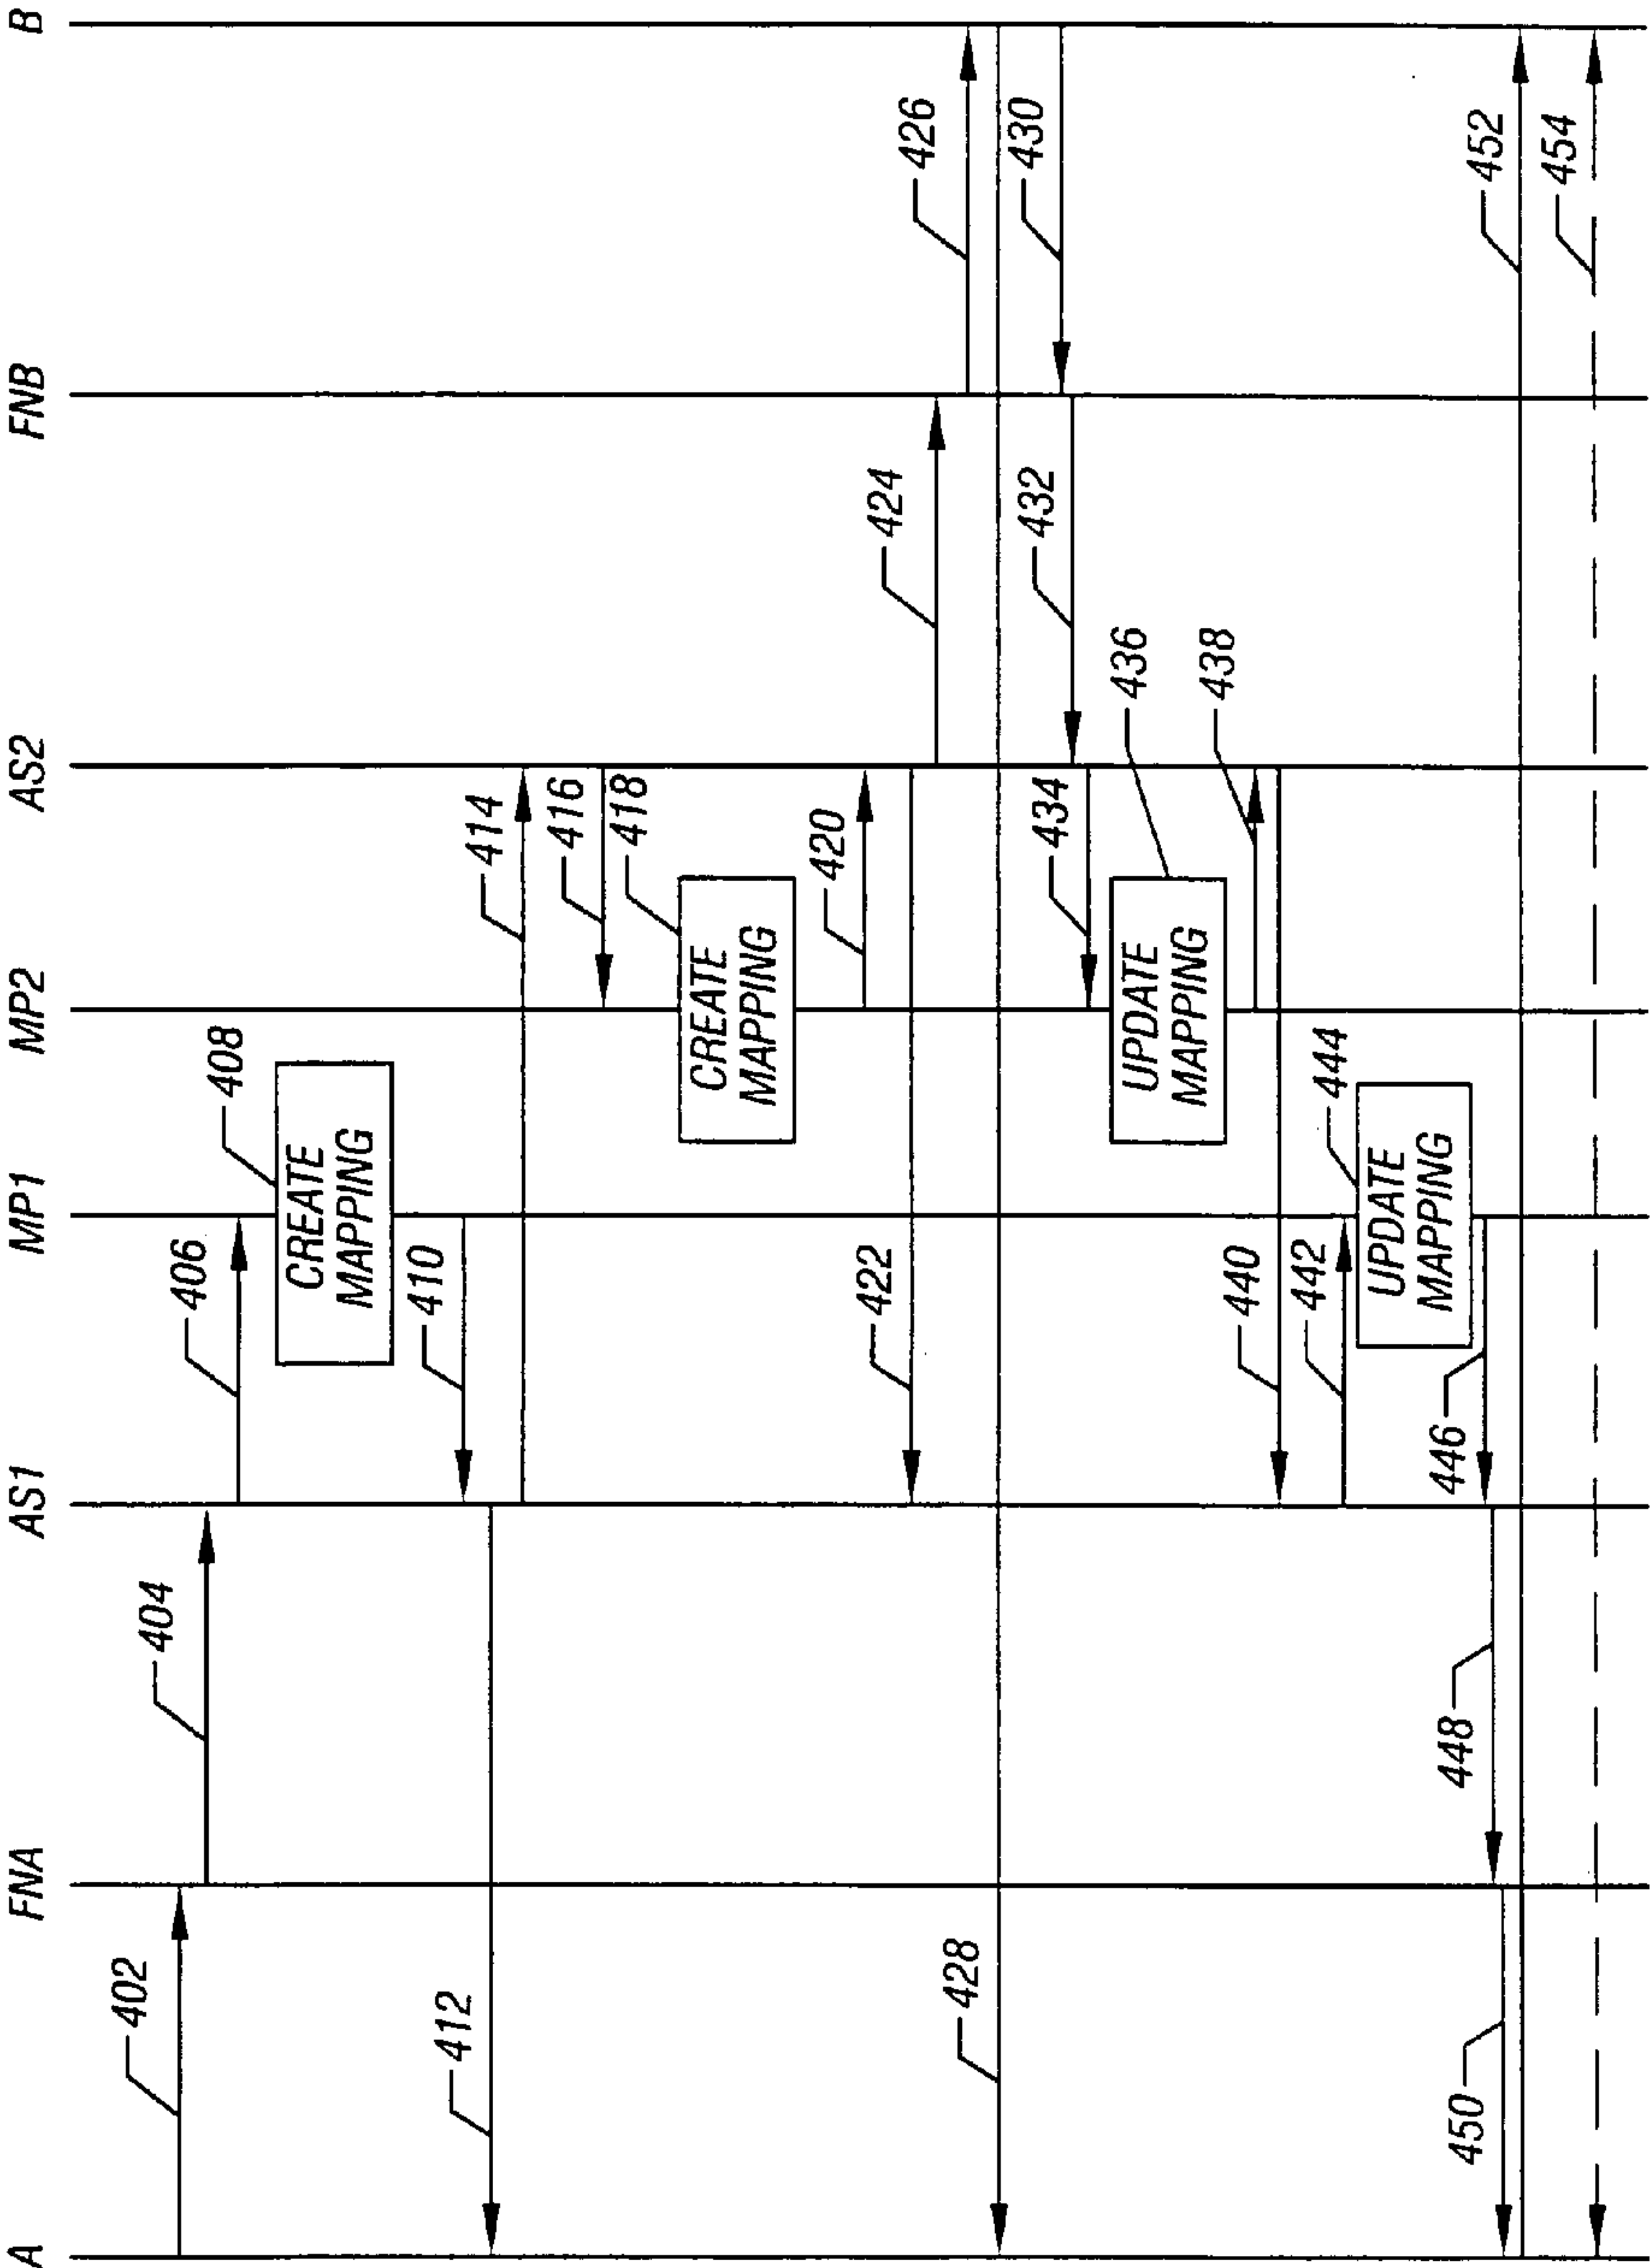 A
FNA
AS1
MP1
MP2
AS2
FNB
B
402
404
406
408
CREATE
MAPPING
410
412
414
416
418
CREATE
MAPPING
420
422
424
426
428
430
432
434
436
UPDATE
MAPPING
438
440
442
444
UPDATE
MAPPING
446
448
450
452
454